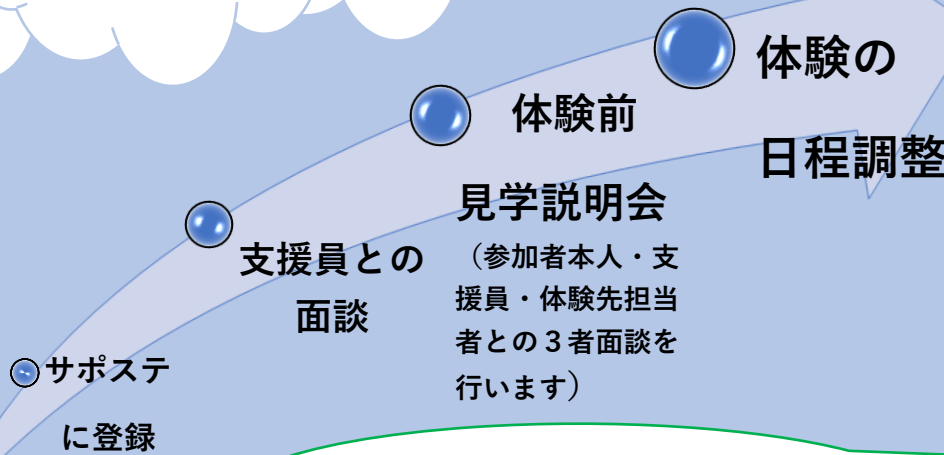 サポステ
に登録
支援員との
面談
体験前
見学説明会
（参加者本人・支
援員・体験先担当
者との３者面談を
行います）
体験の
日程調整